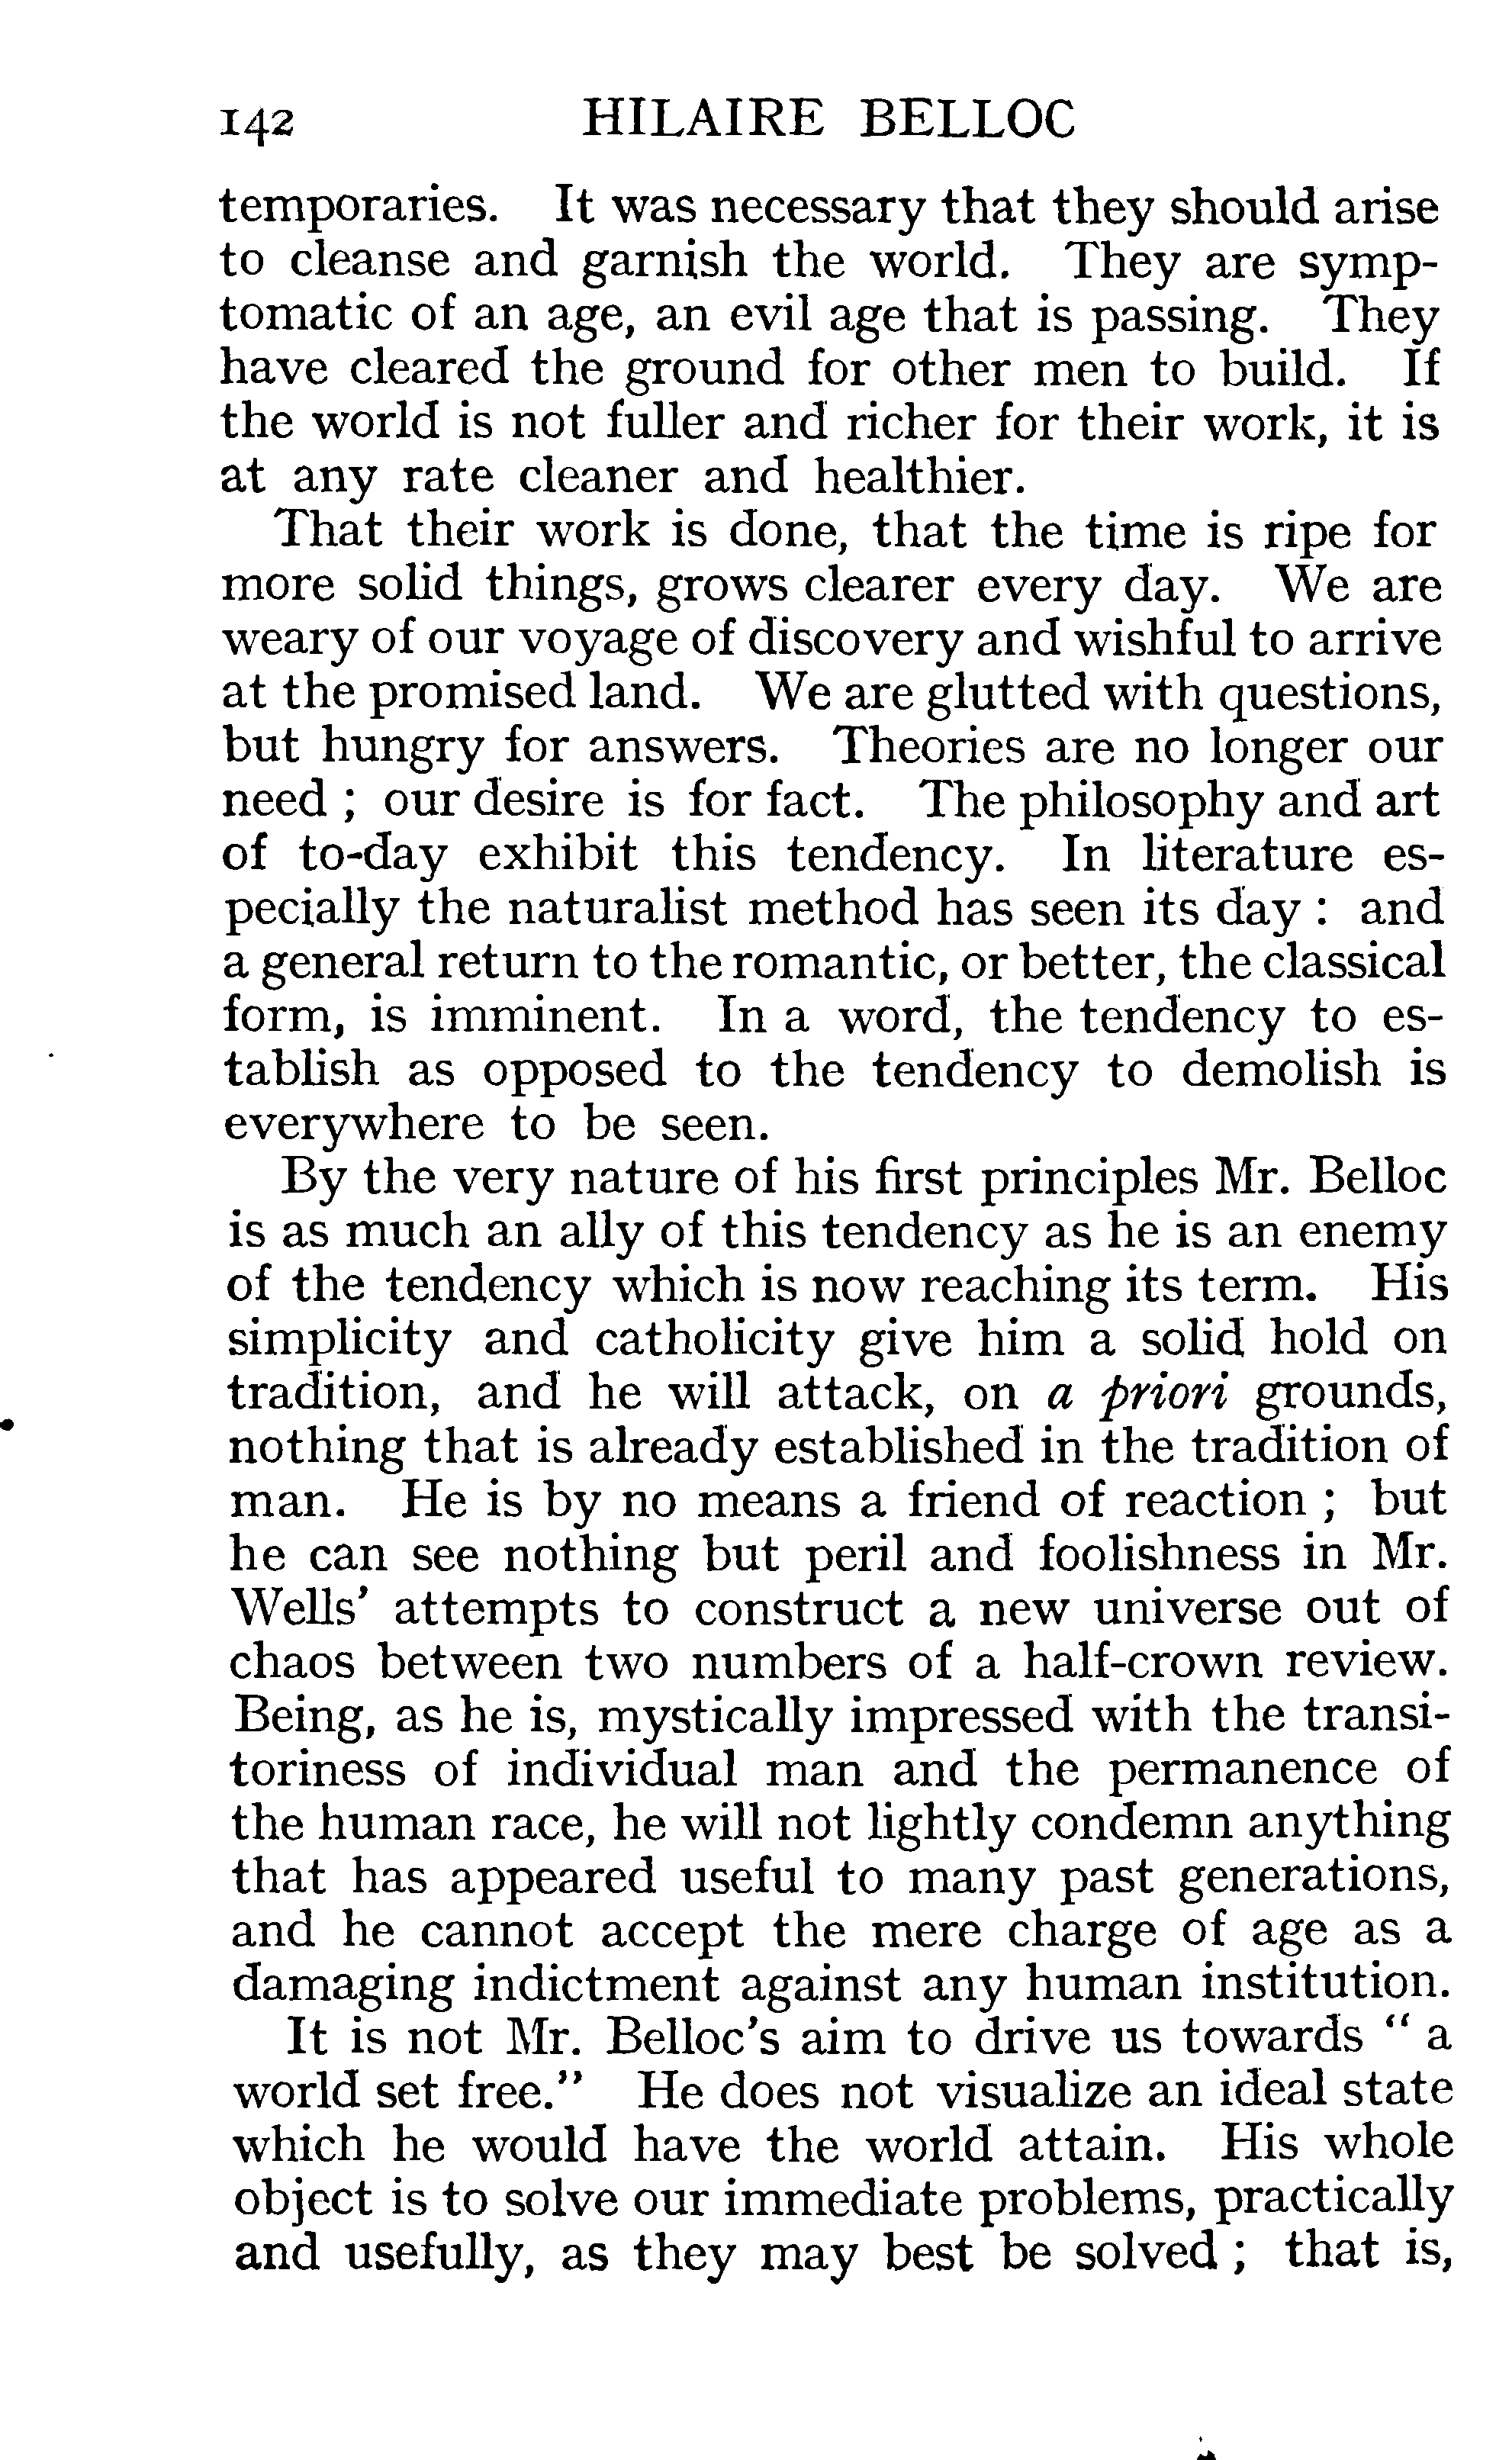 142 HILAIRE BELLOC
temporaries. It was necessary that they should arise
to cleanse and garnish the world. They are symp-
tomatic of an age, an evil age that is passing. They
have cleared the ground for other men to build. If
the world is not fuller and richer for their work, it is
at any rate cleaner and healthier.
That their work is done, that the time is ripe for
more solid things, grows clearer every day. We are
weary of our voyage of discovery and wishful to arrive
at the promised land. We are glutted with questions,
but hungry for answers. Theories are no longer our
need ; our desire is for fact. The philosophy and art
of to-day exhibit this tendency. In literature es-
pecially the naturalist method has seen its day : and
a general return to the romantic, or better, the classical
form, is imminent. In a word, the tendency to es-
tablish as opposed to the tendency to demolish is
everywhere to be seen.
By the very nature of his first principles Mr. Belloc
is as much an ally of this tendency as he is an enemy
of the tendency which is now reaching its term. His
simplicity and catholicity give him a solid hold on
tradition, and he will attack, on a priori grounds,
nothing that is already established in the tradition of
man. He is by no means a friend of reaction ; but
he can see nothing but peril and foolishness in Mr.
Wells' attempts to construct a new universe out of
chaos between two numbers of a half-crown review.
Being, as he is, mystically impressed with the transi-
toriness of individual man and the permanence of
the human race, he will not lightly condemn anything
that has appeared useful to many past generations,
and he cannot accept the mere charge of age as a
damaging indictment against any human institution.
It is not Mr. Belloc's aim to drive us towards “ a
world set free.” He does not visualize an ideal state
which he would have the world attain. His whole
object is to solve our immediate problems, practically
and usefully, as they may best be solved ; that is,